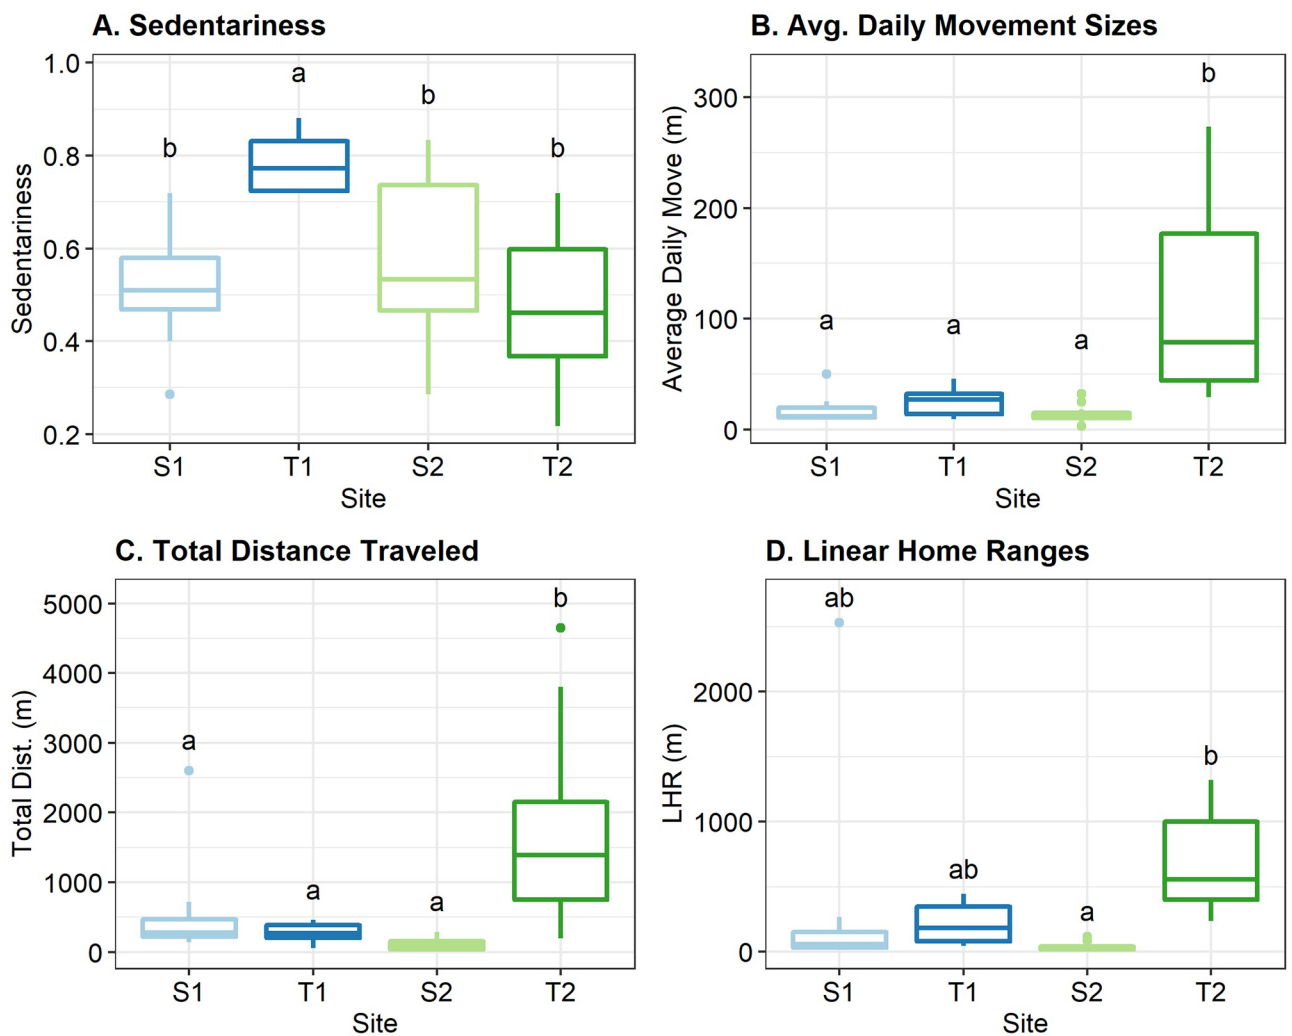 A. Sedentariness
1.0
0.8
0.6
0.4
0.2
Sedentariness
b
a
b
b
S1 T1 S2 T2
Site
B. Avg. Daily Movement Sizes
300
200
100
0
Average Daily Move (m)
a
a
a
b
S1 T1 S2 T2
Site
C. Total Distance Traveled
5000
4000
3000
2000
1000
0
Total Dist. (m)
a
a
a
b
S1 T1 S2 T2
Site
D. Linear Home Ranges
2000
1000
0
LHR (m)
ab
ab
a
b
S1 T1 S2 T2
Site